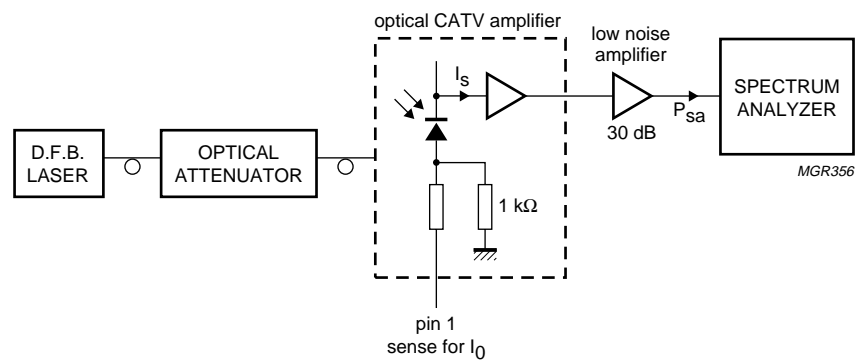 optical CATV amplifier
low noise
amplifier
I_s
30 dB
P_sa
SPECTRUM
ANALYZER
MGR356
D.F.B.
LASER
OPTICAL
ATTENUATOR
1 kΩ
pin 1
sense for I_0